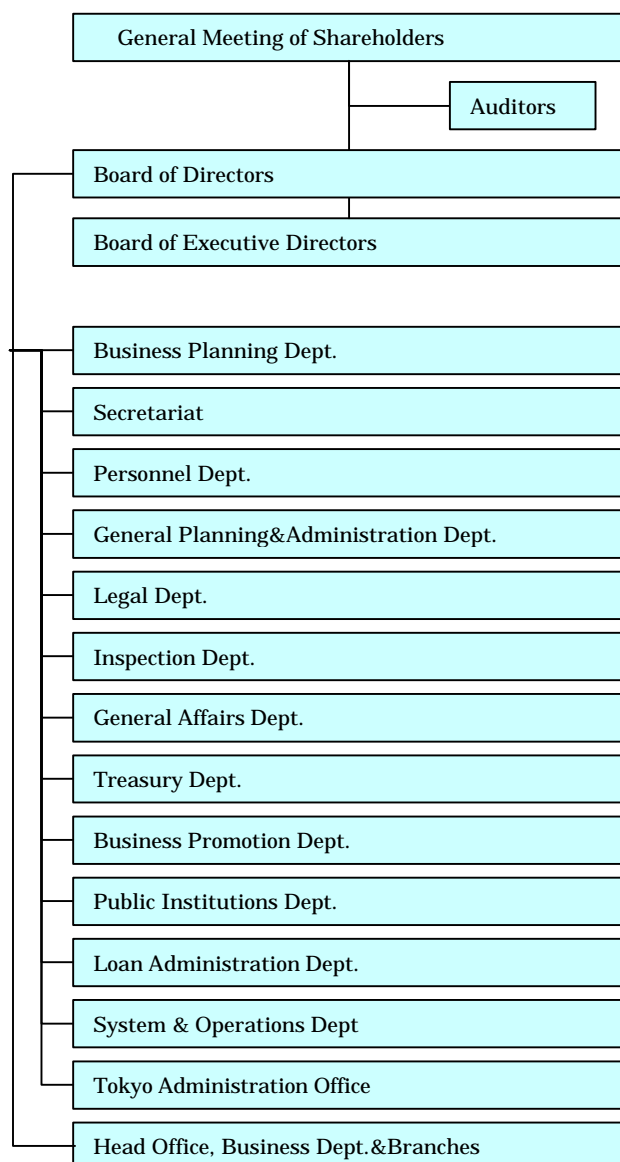 General Meeting of Shareholders
Auditors
Board of Directors
Board of Executive Directors
Business Planning Dept.
Secretariat
Personnel Dept.
General Planning&Administration Dept.
Legal Dept.
Inspection Dept.
General Affairs Dept.
Treasury Dept.
Business Promotion Dept.
Public Institutions Dept.
Loan Administration Dept.
System & Operations Dept
Tokyo Administration Office
Head Office, Business Dept.&Branches